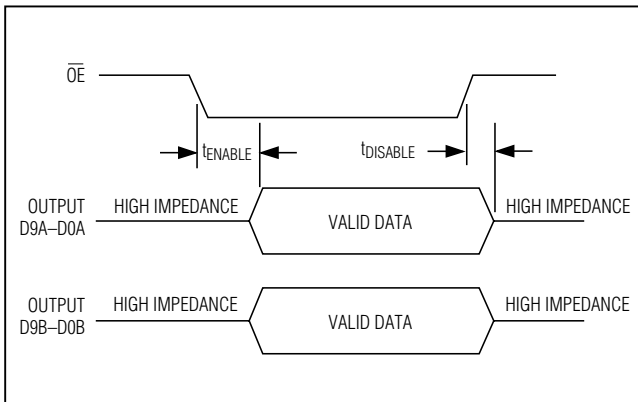 O̅E̅
tENABLE
tDISABLE
OUTPUT
D9A–D0A
HIGH IMPEDANCE
VALID DATA
HIGH IMPEDANCE
OUTPUT
D9B–D0B
HIGH IMPEDANCE
VALID DATA
HIGH IMPEDANCE